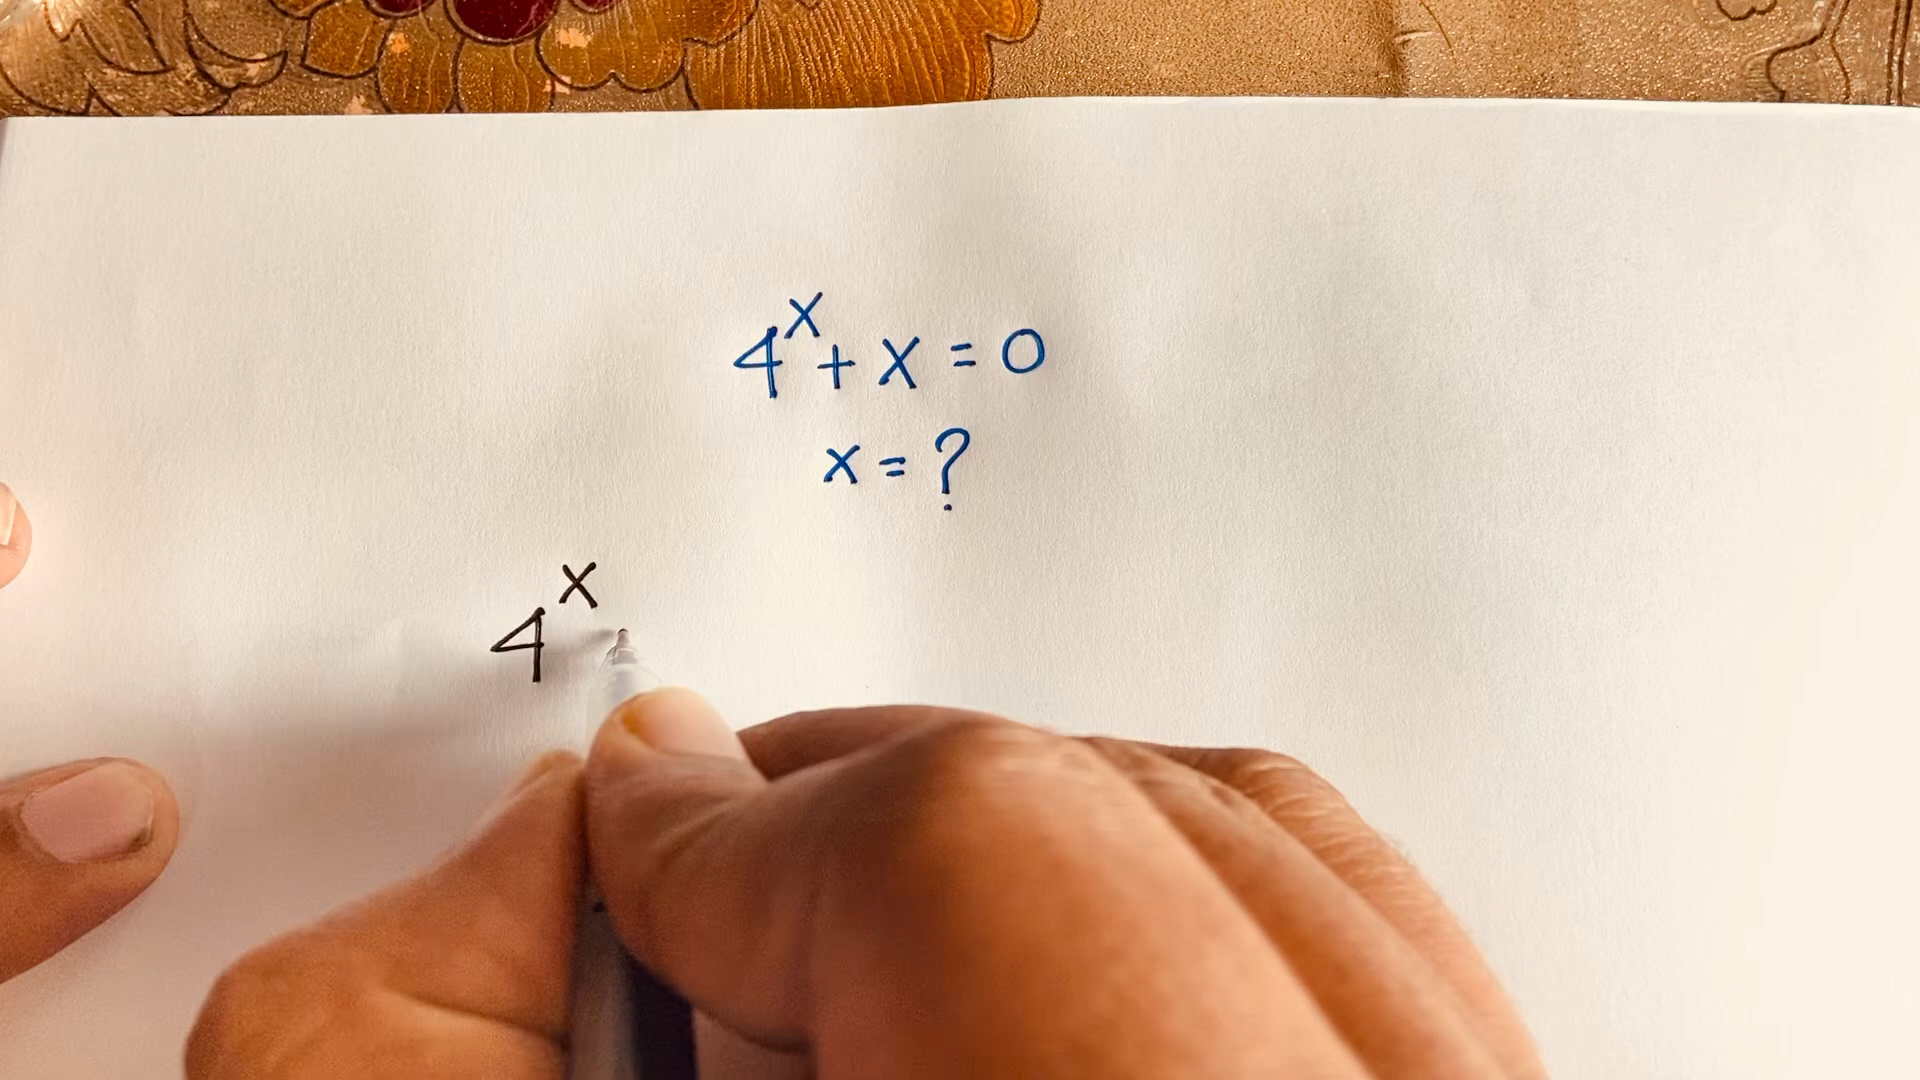 4^x + x = 0
x = ?
4^x